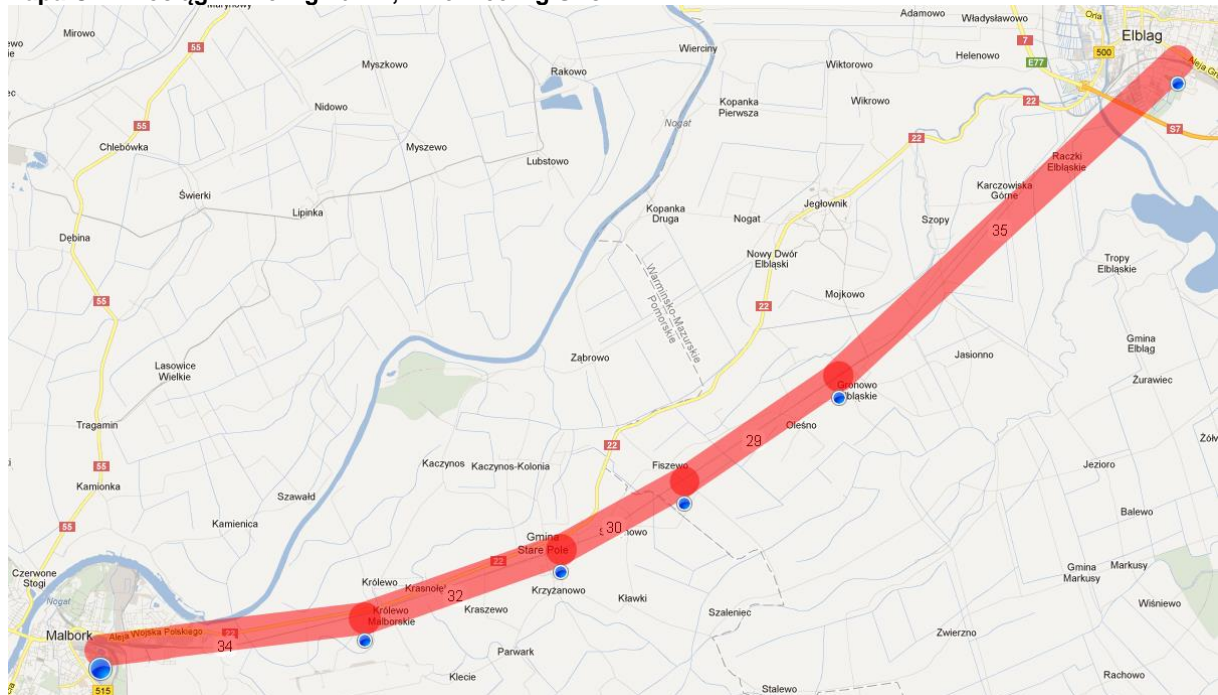 Mirowo
55
Myszkowo
Rakowo
Wierciny
Adamowo
Władysławowo
Orla
7
E77
500
Elbląg
Helenowo
Wiktorowo
Nidowo
Kopanka
Pierwsza
Wikrowo
22
S7
55
Nogat
Chlebówka
Myszewo
Lubstowo
22
Raczki
Elbląskie
Świerki
Lipinka
Kopanka
Druga
Nogat
Jegłownik
Karczowiska
Górne
Szopy
35
Dębina
Nowy Dwór
Elbląski
Tropy
Elbląskie
Warmińsko-Mazurskie
Pomorskie
Mojkowo
55
22
Gmina
Elbląg
Lasowice
Wielkie
Ząbrowo
Jasionno
Żurawiec
Gronowo
Elbląskie
Tragamin
Oleśno
29
22
55
Kaczynos
Kaczynos-Kolonia
Fiszewo
Jezioro
Kamionka
Szawałd
Balewo
55
Kamienica
30
Gmina
Stare Pole
22
Czerwone
Stogi
Królewo
32
Krzyżanowo
Kławki
Gmina
Markusy
Markusy
Nogat
Królewo
Malborskie
Kraszewo
Szaleniec
Wiśniewo
Malbork
Aleja Wojska Polskiego
22
34
Zwierzno
Parwark
Klecie
Rachowo
515
Stalewo